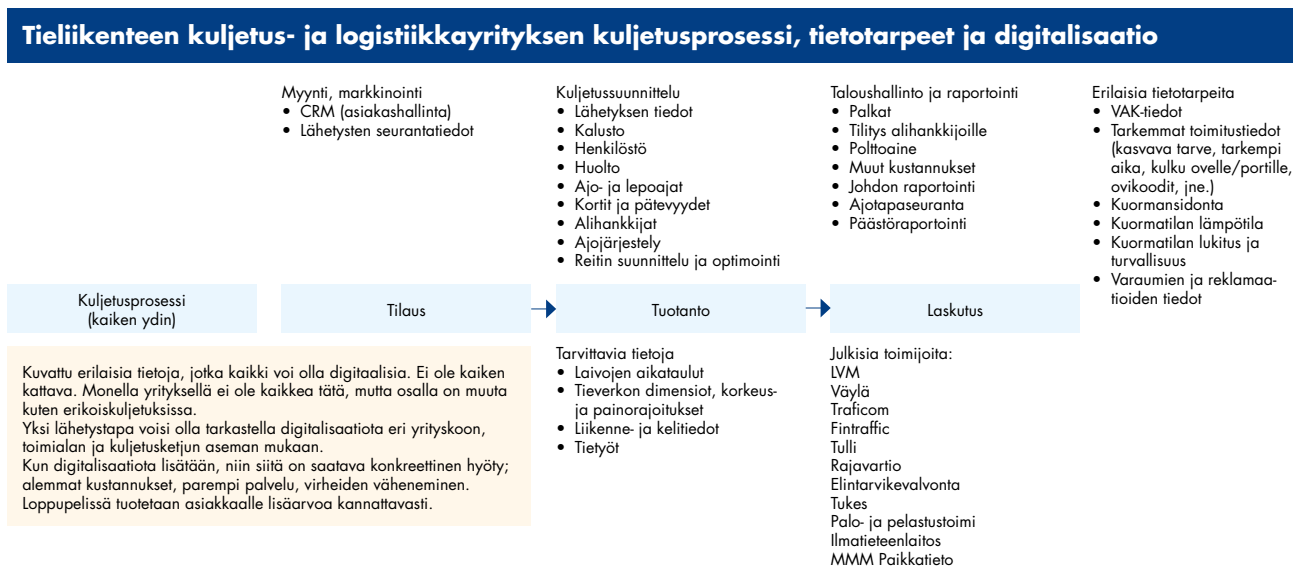 Tieliikenteen kuljetus- ja logistiikkayrityksen kuljetusprosessi, tietotarpeet ja digitalisaatio
Myynti, markkinointi
• CRM (asiakashallinta)
• Lähetysten seurantatiedot
Kuljetussuunnittelu
• Lähetyksen tiedot
• Kalusto
• Henkilöstö
• Huolto
• Ajo- ja lepoajat
• Kortit ja pätevyydet
• Alihankkijat
• Ajojärjestely
• Reitin suunnittelu ja optimointi
Taloushallinto ja raportointi
• Palkat
• Tilitys alihankkijoille
• Polttoaine
• Muut kustannukset
• Johdon raportointi
• Ajotapaseuranta
• Päästöraportointi
Erilaisia tietotarpeita
• VAK-tiedot
• Tarkemmat toimitustiedot
(kasvava tarve, tarkempi
aika, kulku ovelle/portille,
ovikoodit, jne.)
• Kuormansidonta
• Kuormatilan lämpötila
• Kuormatilan lukitus ja
turvallisuus
• Varaumien ja reklamaa-
tioiden tiedot
Kuljetusprosessi
(kaiken ydin)
Tilaus
Tuotanto
Laskutus
Kuvattu erilaisia tietoja, jotka kaikki voi olla digitaalisia. Ei ole kaiken
kattava. Monella yrityksellä ei ole kaikkea tätä, mutta osalla on muuta
kuten erikoiskuljetuksissa.
Yksi lähetystapa voisi olla tarkastella digitalisaatiota eri yrityskoon,
toimialan ja kuljetusketjun aseman mukaan.
Kun digitalisaatiota lisätään, niin siitä on saatava konkreettinen hyöty;
alemmat kustannukset, parempi palvelu, virheiden väheneminen.
Loppupelissä tuotetaan asiakkaalle lisäarvoa kannattavasti.
Tarvittavia tietoja
• Laivojen aikataulut
• Tieverkon dimensiot, korkeus-
ja painorajoitukset
• Liikenne- ja kelitiedot
• Tietyöt
Julkisia toimijoita:
LVM
Väylä
Traficom
Fintraffic
Tulli
Rajavartio
Elintarvikevalvonta
Tukes
Palo- ja pelastustoimi
Ilmatieteenlaitos
MMM Paikkatieto